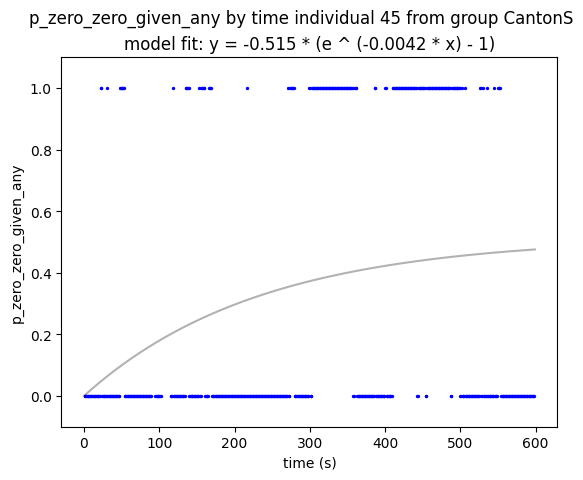 p_zero_zero_given_any by time individual 45 from group CantonS
model fit: y = -0.515 * (e ^ (-0.0042 * x) - 1)
p_zero_zero_given_any
1.0
0.8
0.6
0.4
0.2
0.0
0 100 200 300 400 500 600
time (s)